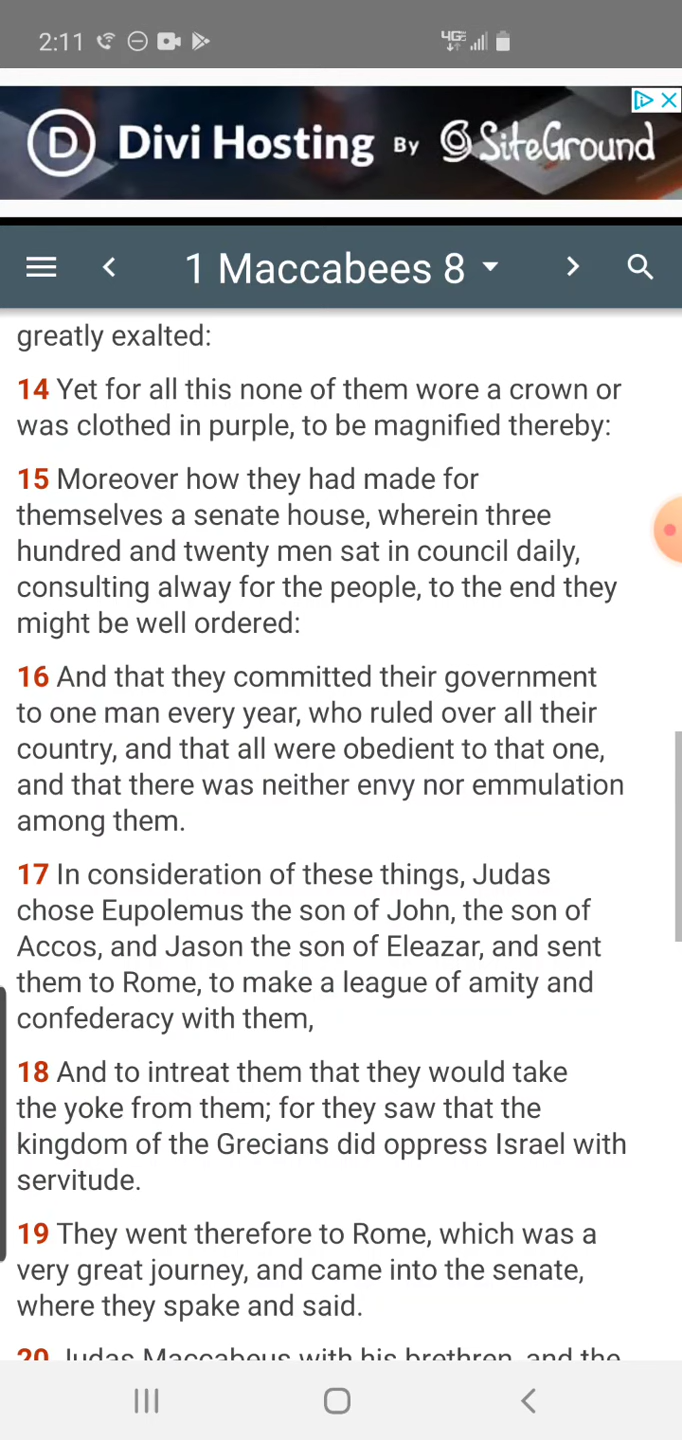 2:11
4GE
Divi Hosting By SiteGround
1 Maccabees 8
greatly exalted:
14 Yet for all this none of them wore a crown or
was clothed in purple, to be magnified thereby:
15 Moreover how they had made for
themselves a senate house, wherein three
hundred and twenty men sat in council daily,
consulting alway for the people, to the end they
might be well ordered:
16 And that they committed their government
to one man every year, who ruled over all their
country, and that all were obedient to that one,
and that there was neither envy nor emmulation
among them.
17 In consideration of these things, Judas
chose Eupolemus the son of John, the son of
Accos, and Jason the son of Eleazar, and sent
them to Rome, to make a league of amity and
confederacy with them,
18 And to intreat them that they would take
the yoke from them; for they saw that the
kingdom of the Grecians did oppress Israel with
servitude.
19 They went therefore to Rome, which was a
very great journey, and came into the senate,
where they spake and said.
20 Judas Maccabeus with his brethren, and the